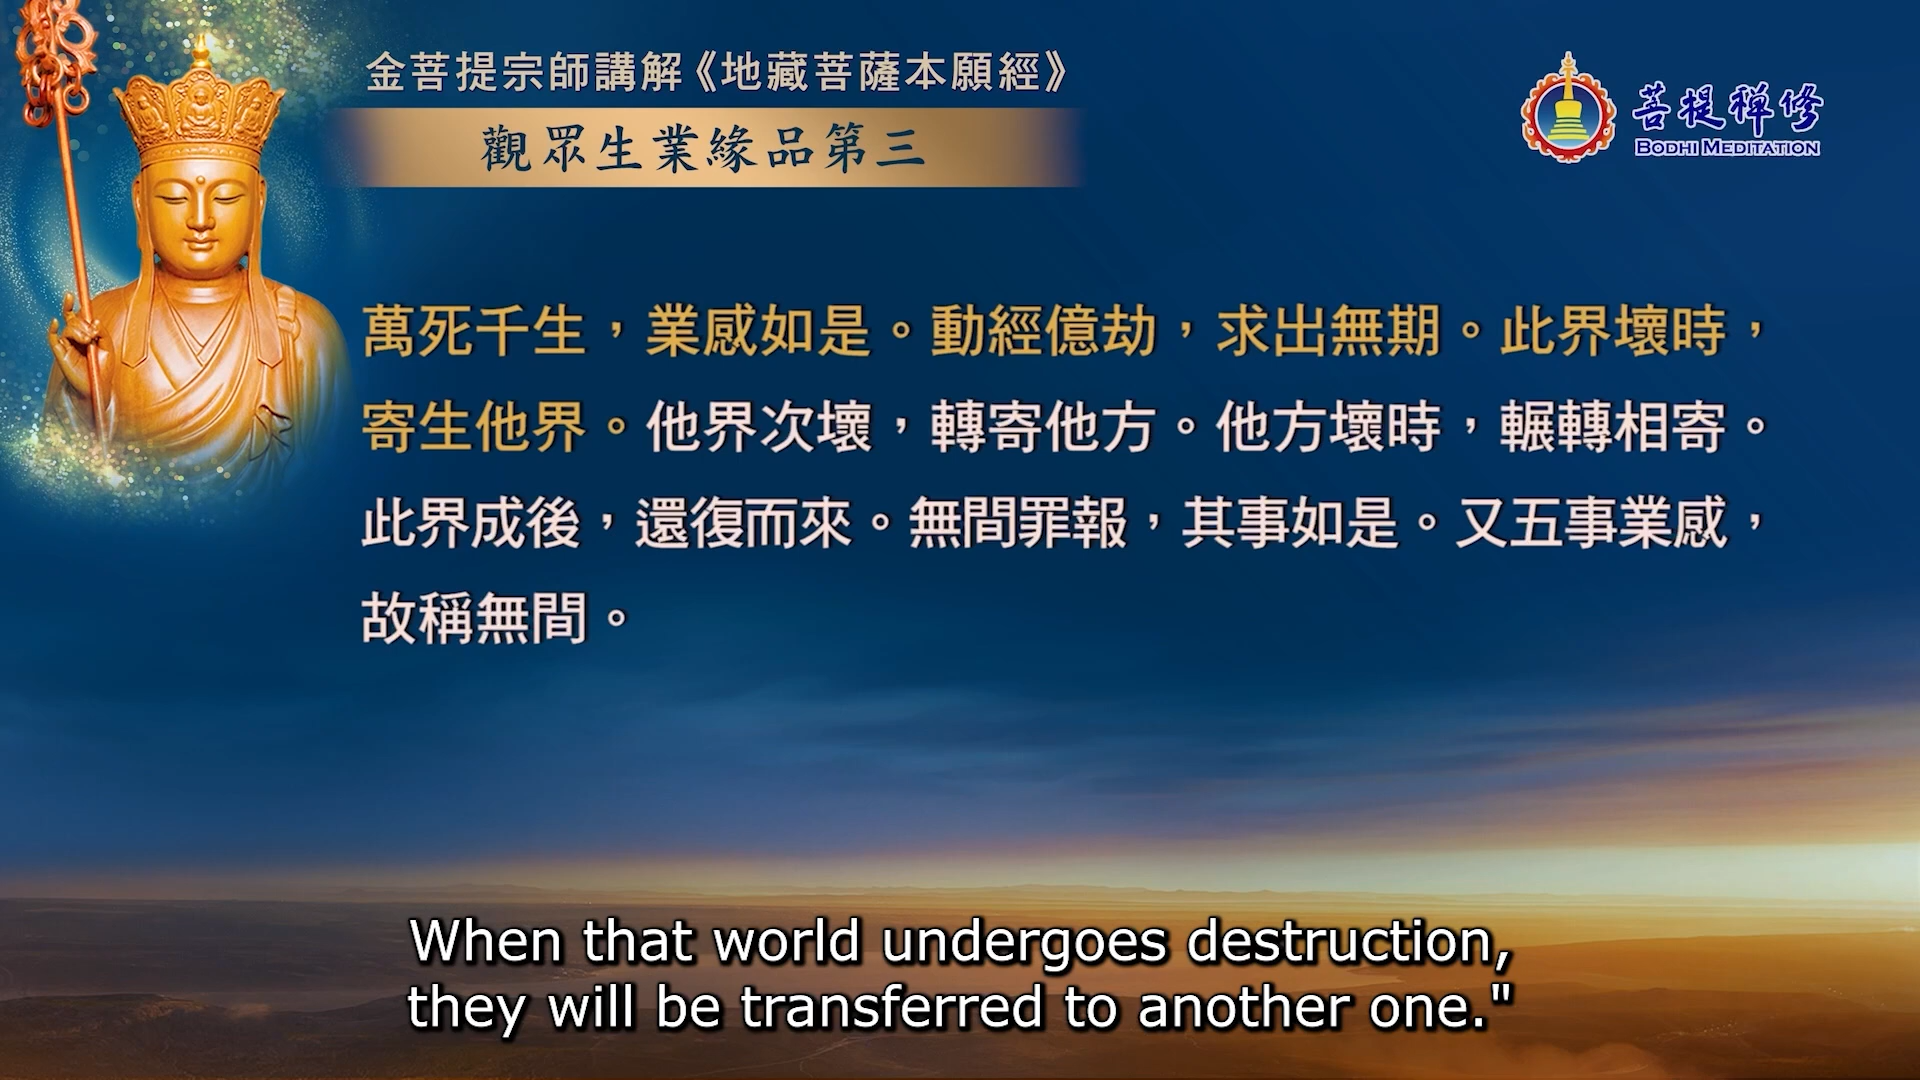 金菩提宗師講解《地藏菩薩本願經》
觀眾生業緣品第三
菩提禪修
BODHI MEDITATION
萬死千生，業感如是。動經億劫，求出無期。此界壞時，
寄生他界。他界次壞，轉寄他方。他方壞時，輾轉相寄。
此界成後，還復而來。無間罪報，其事如是。又五事業感，
故稱無間。
When that world undergoes destruction,
they will be transferred to another one."